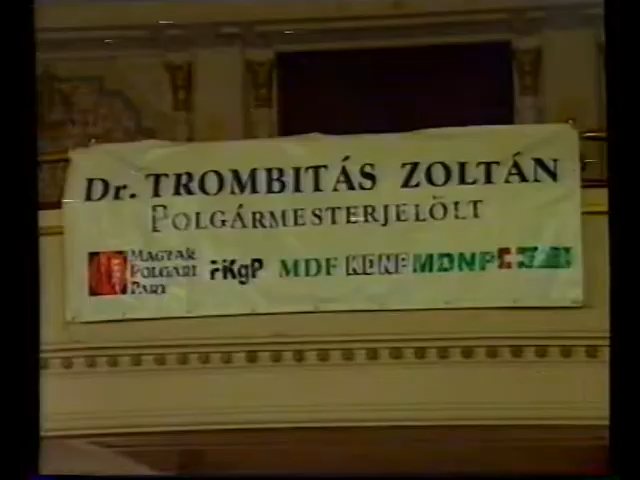 Dr. TROMBITÁS ZOLTÁN
POLGÁRMESTERJELÖLT
MAGYAR
POLGÁRI
PÁRT
FKgP MDF KDNP MDNP